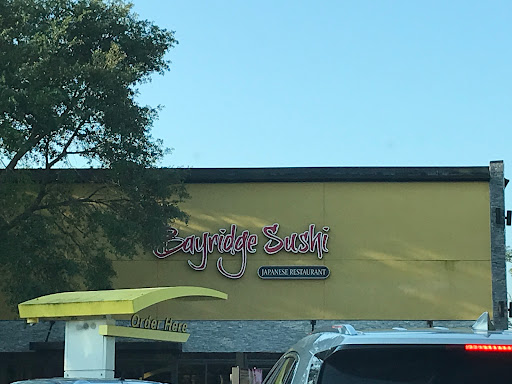 Bayridge Sushi
JAPANESE RESTAURANT
Order Here